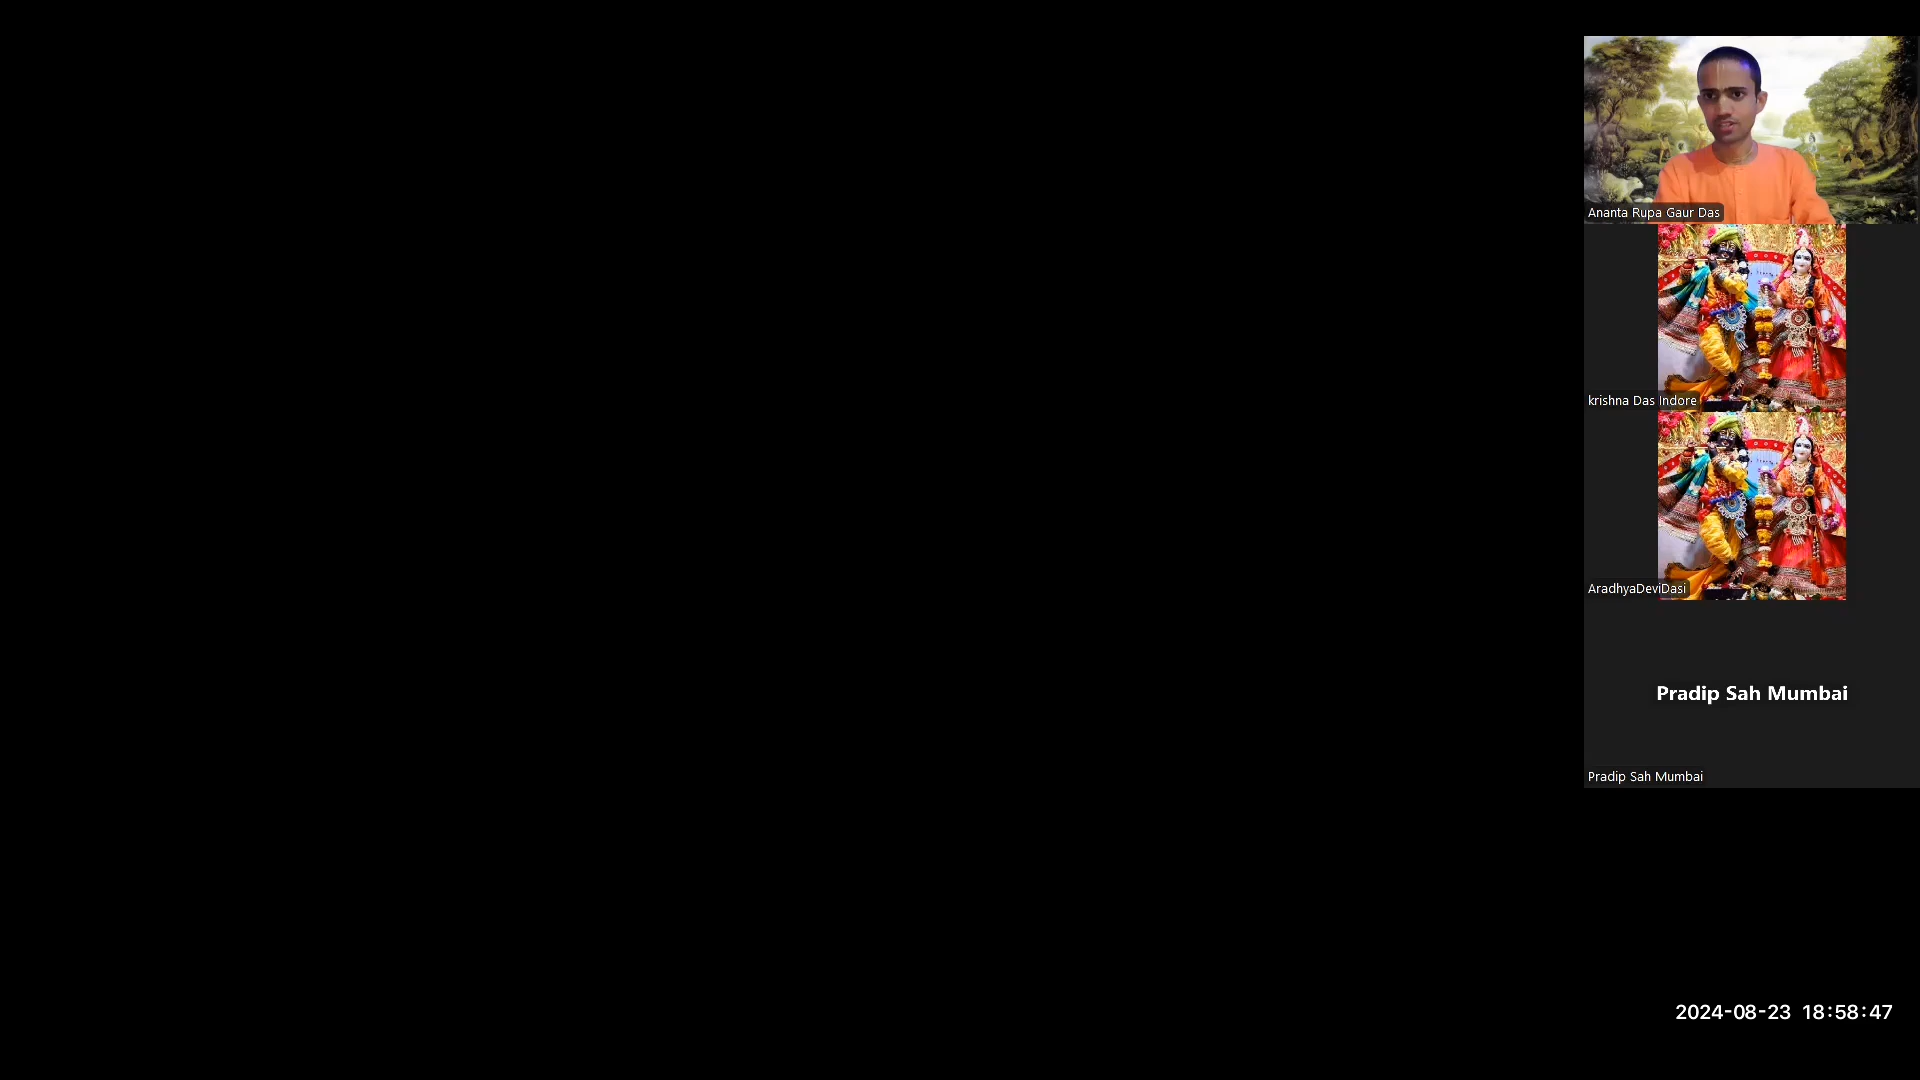 Ananta Rupa Gaur Das
krishna Das Indore
AradhyaDeviDasi
Pradip Sah Mumbai
Pradip Sah Mumbai
2024-08-23 18:58:47